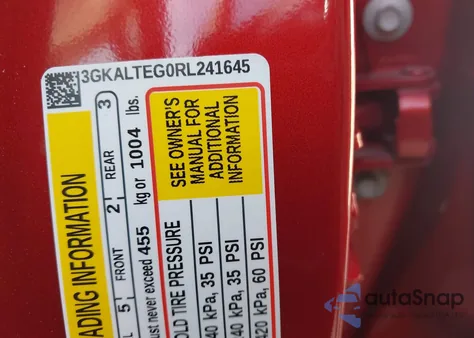 3GKALTEG0RL241645
ADING INFORMATION
L 5 FRONT 2 REAR 3
ust never exceed 455 kg or 1004 lbs.
OLD TIRE PRESSURE
40 kPa, 35 PSI
40 kPa, 35 PSI
420 kPa, 60 PSI
SEE OWNER'S
MANUAL FOR
ADDITIONAL
INFORMATION
autoSnap